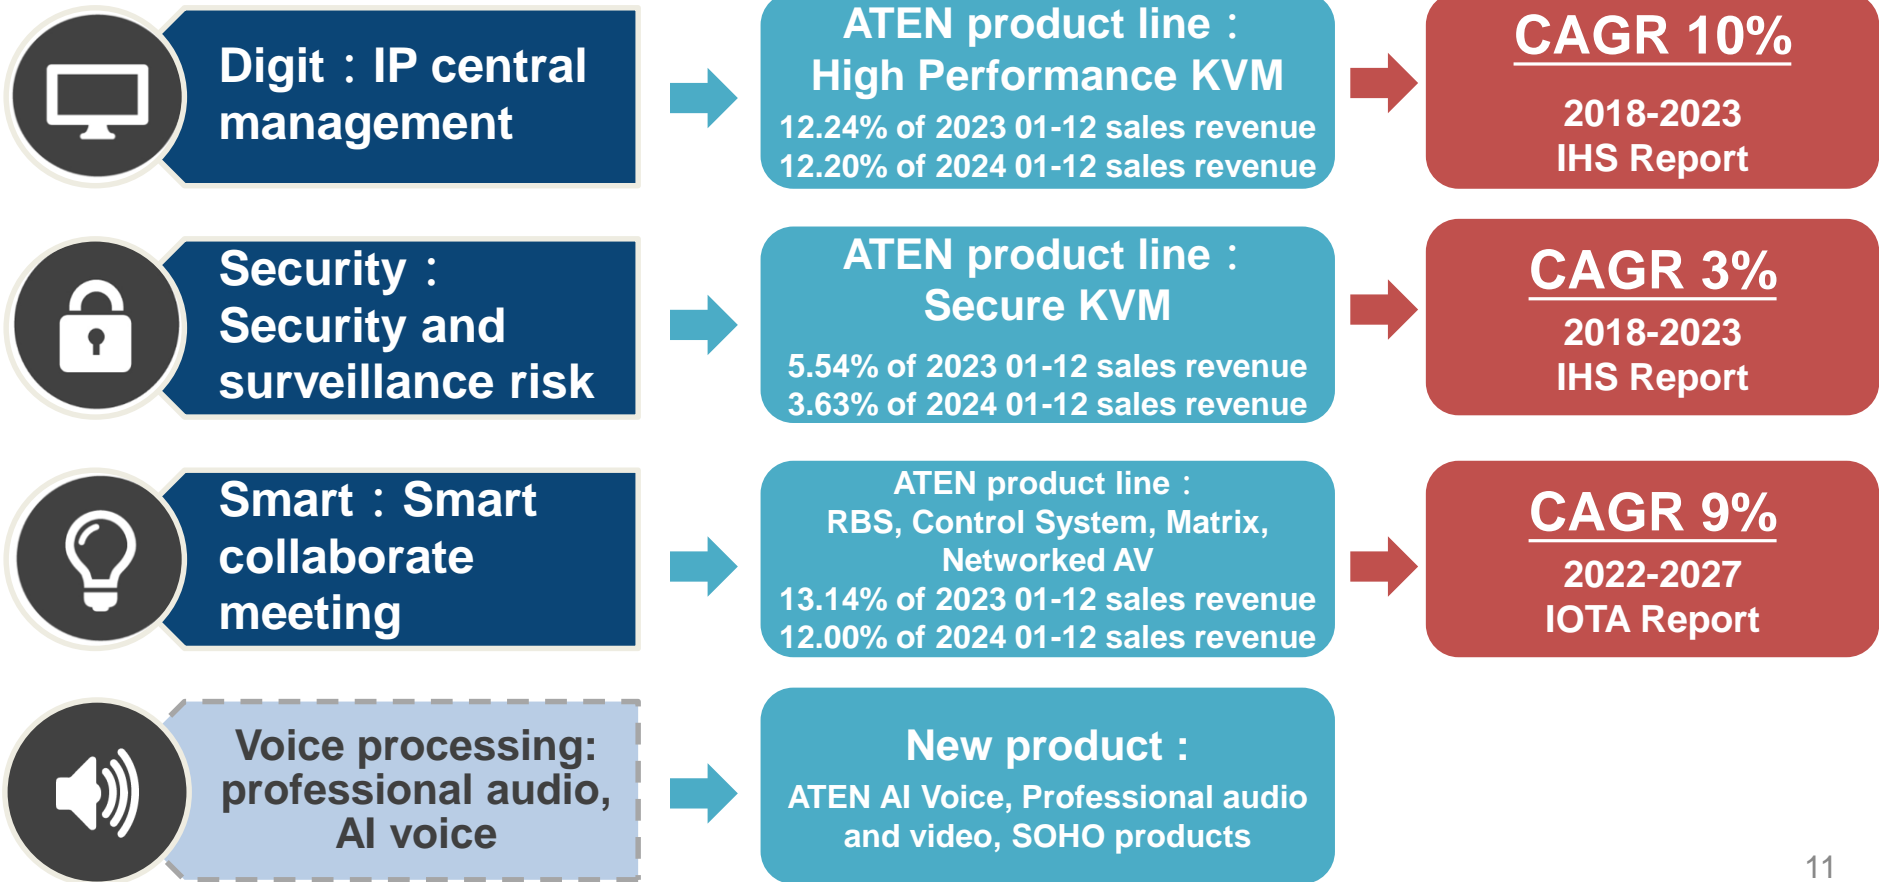 Digit：IP central
management
ATEN product line：
High Performance KVM
12.24% of 2023 01-12 sales revenue
12.20% of 2024 01-12 sales revenue
CAGR 10%
2018-2023
IHS Report
Security：
Security and
surveillance risk
ATEN product line：
Secure KVM
5.54% of 2023 01-12 sales revenue
3.63% of 2024 01-12 sales revenue
CAGR 3%
2018-2023
IHS Report
Smart：Smart
collaborate
meeting
ATEN product line：
RBS, Control System, Matrix,
Networked AV
13.14% of 2023 01-12 sales revenue
12.00% of 2024 01-12 sales revenue
CAGR 9%
2022-2027
IOTA Report
Voice processing:
professional audio,
AI voice
New product：
ATEN AI Voice, Professional audio
and video, SOHO products
11